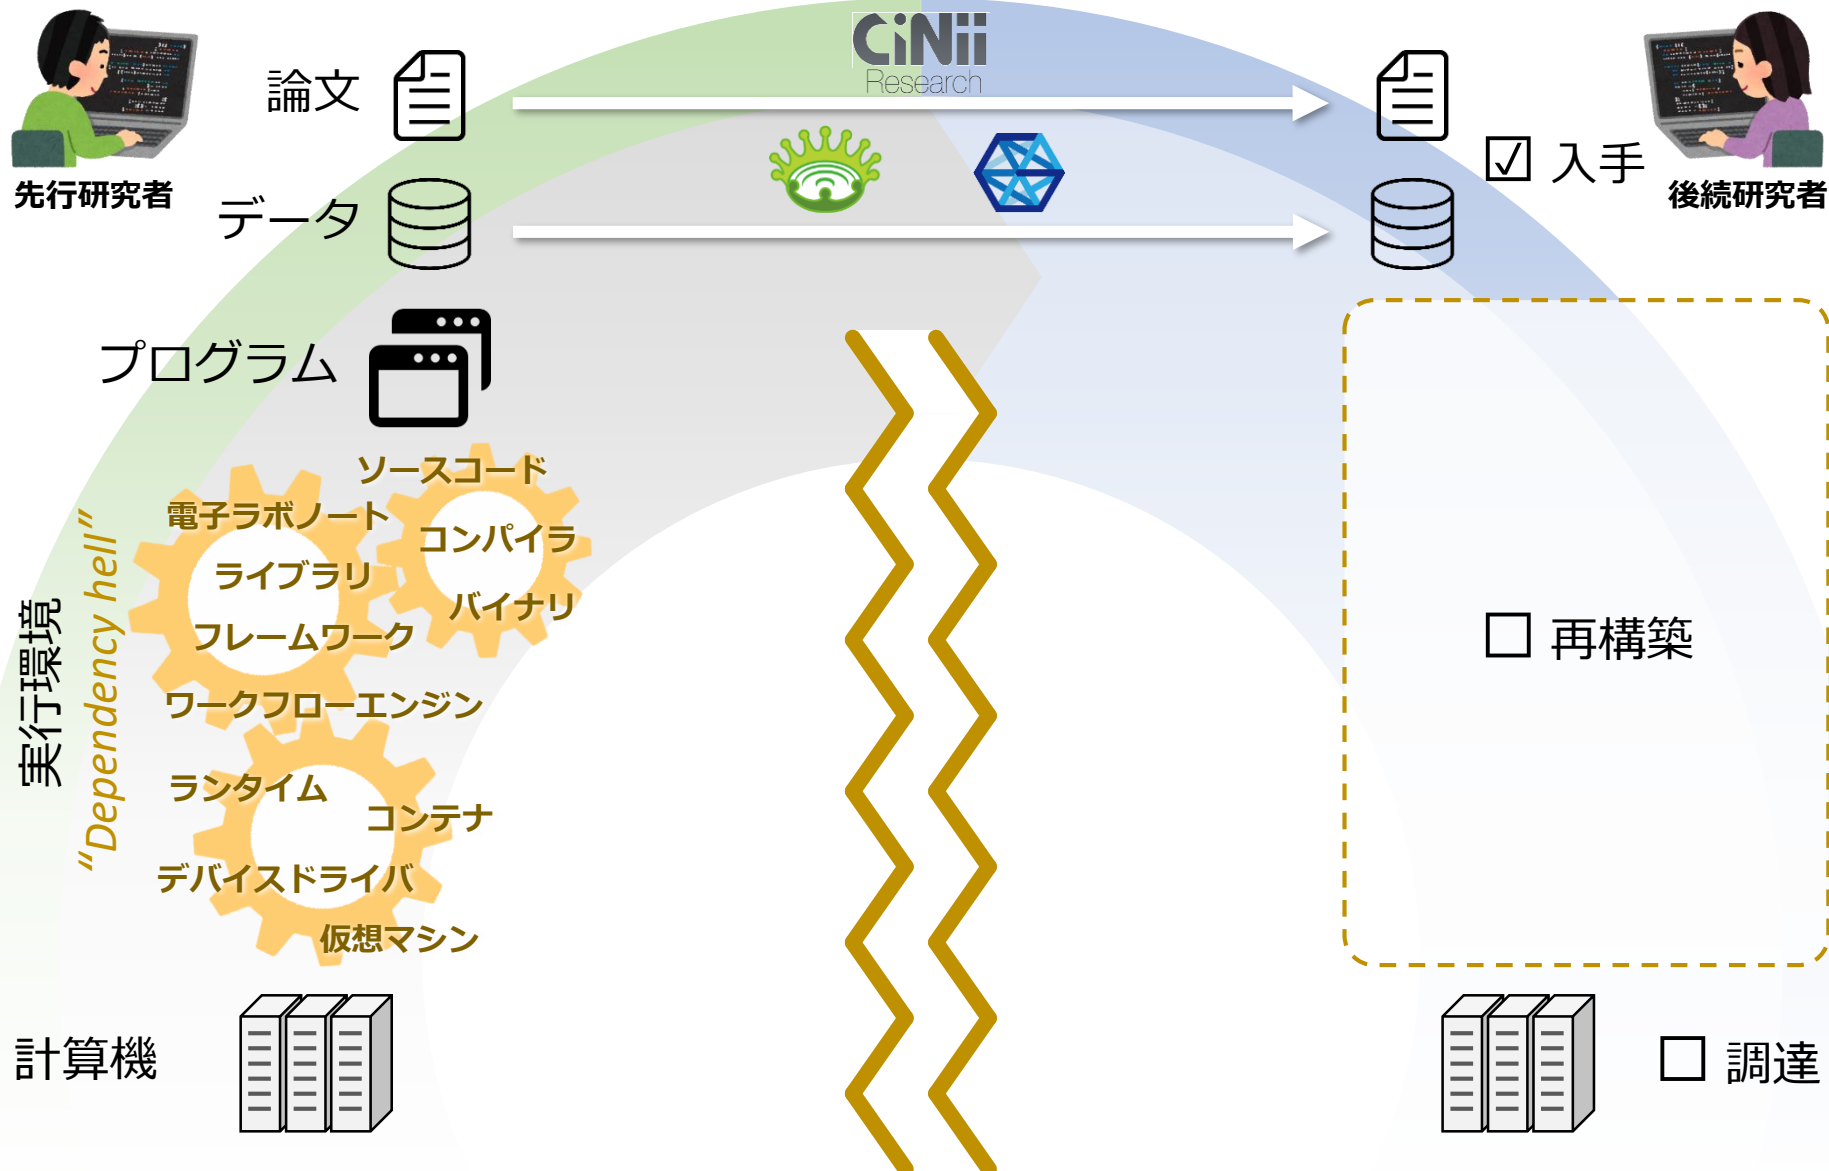 CiNii
Research
論文
先行研究者
データ
☑ 入手
後続研究者
プログラム
ソースコード
電子ラボノート
コンパイラ
ライブラリ
バイナリ
フレームワーク
実行環境
“Dependency hell”
ワークフローエンジン
ランタイム
コンテナ
デバイスドライバ
仮想マシン
☐ 再構築
計算機
☐ 調達